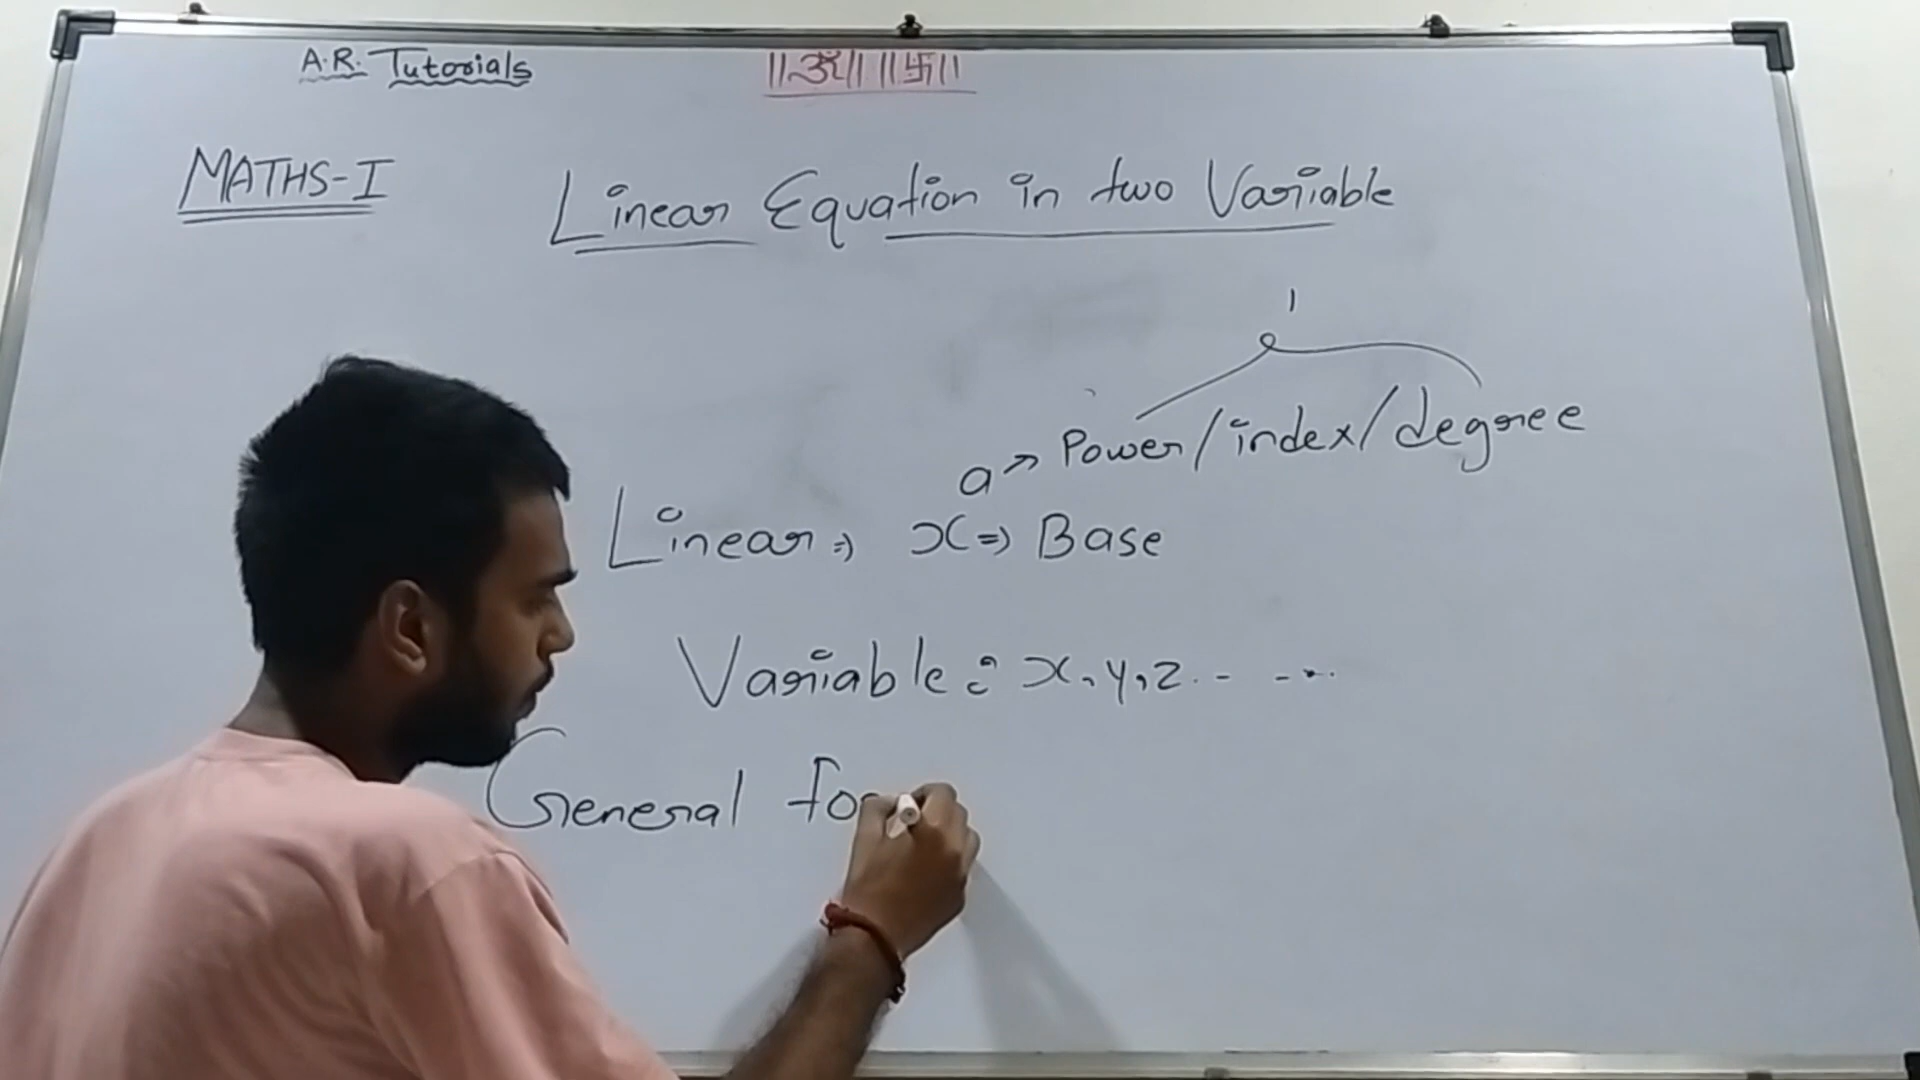 A.R. Tutorials
||ॐ|| ||卐||
MATHS-I
Linear Equation in two Variable
1
a → Power/index/degree
Linear ⇒ x ⇒ Base
Variable : x, y, z.. - - ...
General fo